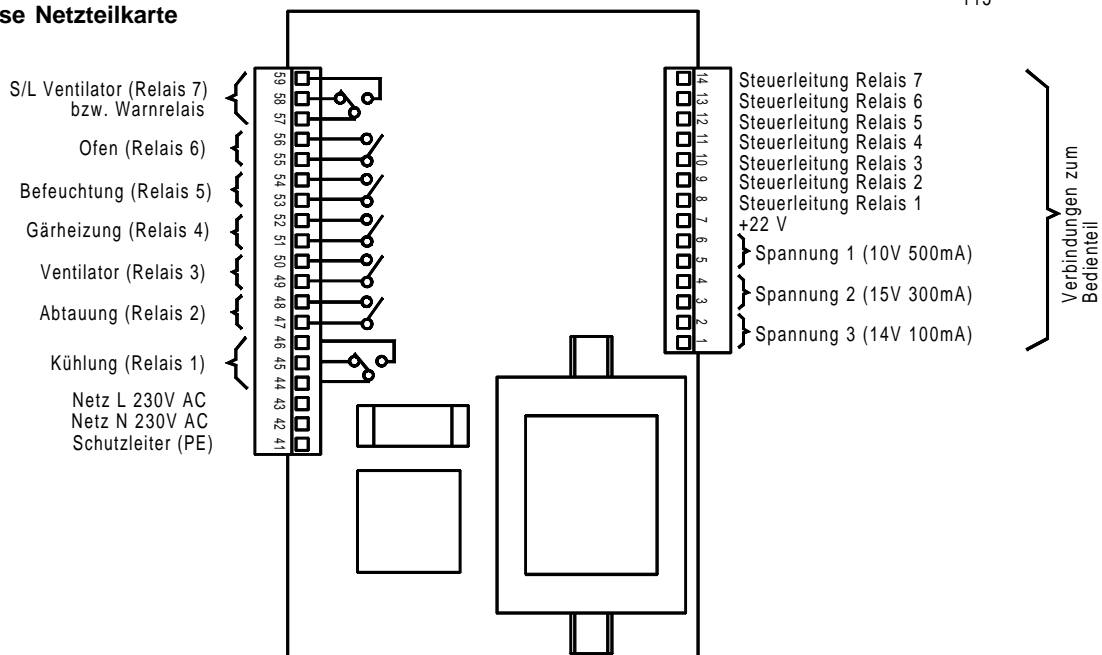 se Netzteilkarte
S/L Ventilator (Relais 7)
bzw. Warnrelais
Ofen (Relais 6)
Befeuchtung (Relais 5)
Gärheizung (Relais 4)
Ventilator (Relais 3)
Abtauung (Relais 2)
Kühlung (Relais 1)
Netz L 230V AC
Netz N 230V AC
Schutzleiter (PE)
59
58
57
56
55
54
53
52
51
50
49
48
47
46
45
44
43
42
41
14
13
12
11
10
9
8
7
6
5
4
3
2
1
Steuerleitung Relais 7
Steuerleitung Relais 6
Steuerleitung Relais 5
Steuerleitung Relais 4
Steuerleitung Relais 3
Steuerleitung Relais 2
Steuerleitung Relais 1
+22 V
Spannung 1 (10V 500mA)
Spannung 2 (15V 300mA)
Spannung 3 (14V 100mA)
Verbindungen zum
Bedienteil